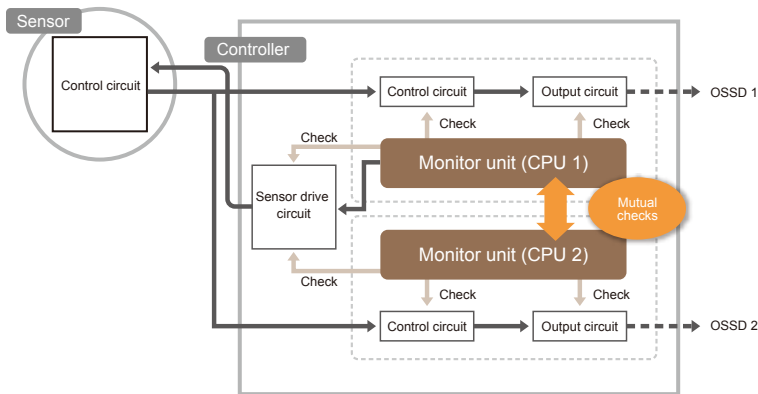 Sensor
Controller
Control circuit
Control circuit
Output circuit
OSSD 1
Check
Check
Check
Monitor unit (CPU 1)
Sensor drive
circuit
Mutual
checks
Monitor unit (CPU 2)
Check
Check
Check
Control circuit
Output circuit
OSSD 2